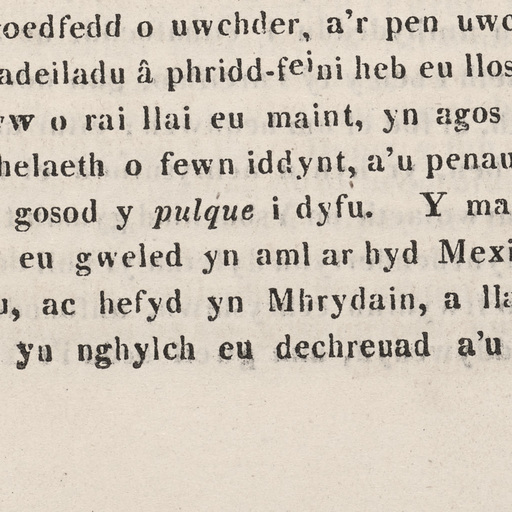 oedfedd o uwchder, a'r pen uwc
adeiladu â phridd-feini heb eu llos
w o rai llai eu maint, yn agos
helaeth o fewn iddynt, a'u penau
gosod y pulque i dyfu. Y ma
eu gweled yn aml ar hyd Mexi
u, ac hefyd yn Mhrydain, a lla
yn nghylch eu dechreuad a'u